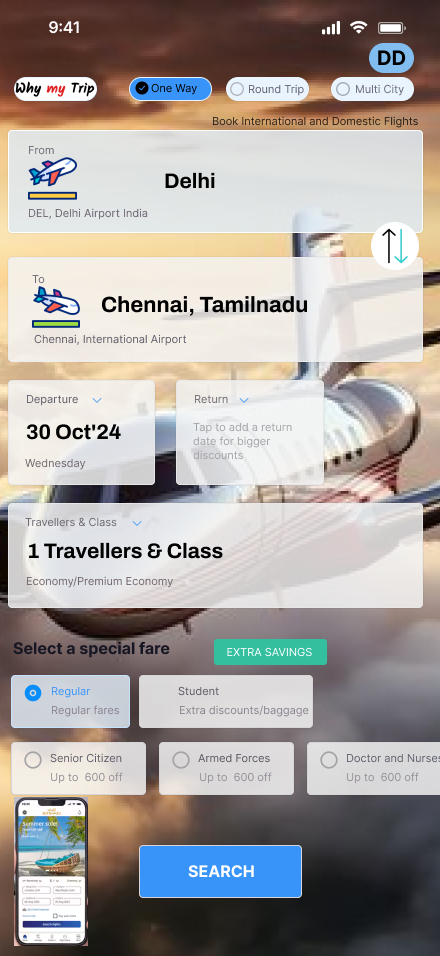 9:41
DD
Why my Trip
One Way
Round Trip
Multi City
Book International and Domestic Flights
From
Delhi
DEL, Delhi Airport India
To
Chennai, Tamilnadu
Chennai, International Airport
Departure
Return
30 Oct'24
Tap to add a return
date for bigger
discounts
Wednesday
Travellers & Class
1 Travellers & Class
Economy/Premium Economy
Select a special fare
EXTRA SAVINGS
Regular
Regular fares
Student
Extra discounts/baggage
Senior Citizen
Up to 600 off
Armed Forces
Up to 600 off
Doctor and Nurses
Up to 600 off
Summer sale!
SEARCH